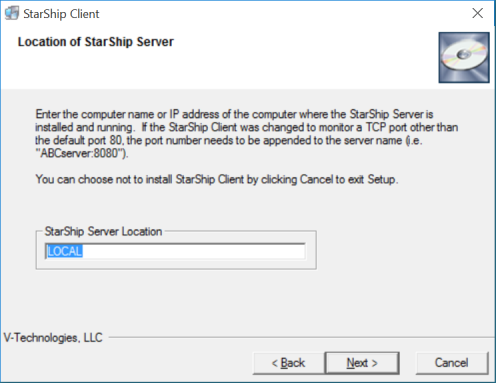 StarShip Client
Location of StarShip Server
Enter the computer name or IP address of the computer where the StarShip Server is
installed and running.  If the StarShip Client was changed to monitor a TCP port other than
the default port 80, the port number needs to be appended to the server name (i.e.
"ABCserver:8080").
You can choose not to install StarShip Client by clicking Cancel to exit Setup.
StarShip Server Location
LOCAL
V-Technologies, LLC
< Back
Next >
Cancel